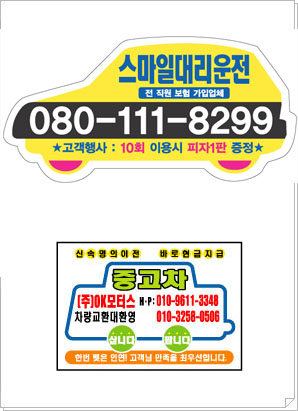 스마일대리운전
전 직원 보험 가입업체
080-111-8299
★고객행사 : 10회 이용시 피자1판 증정★
신속명의이전 바로현금지급
중고차
[주]OK모터스 H·P: 010-9611-3348
차량교환대환영 010-3258-0506
삽니다 팝니다
한번 맺은 인연! 고객님 만족을 최우선합니다.